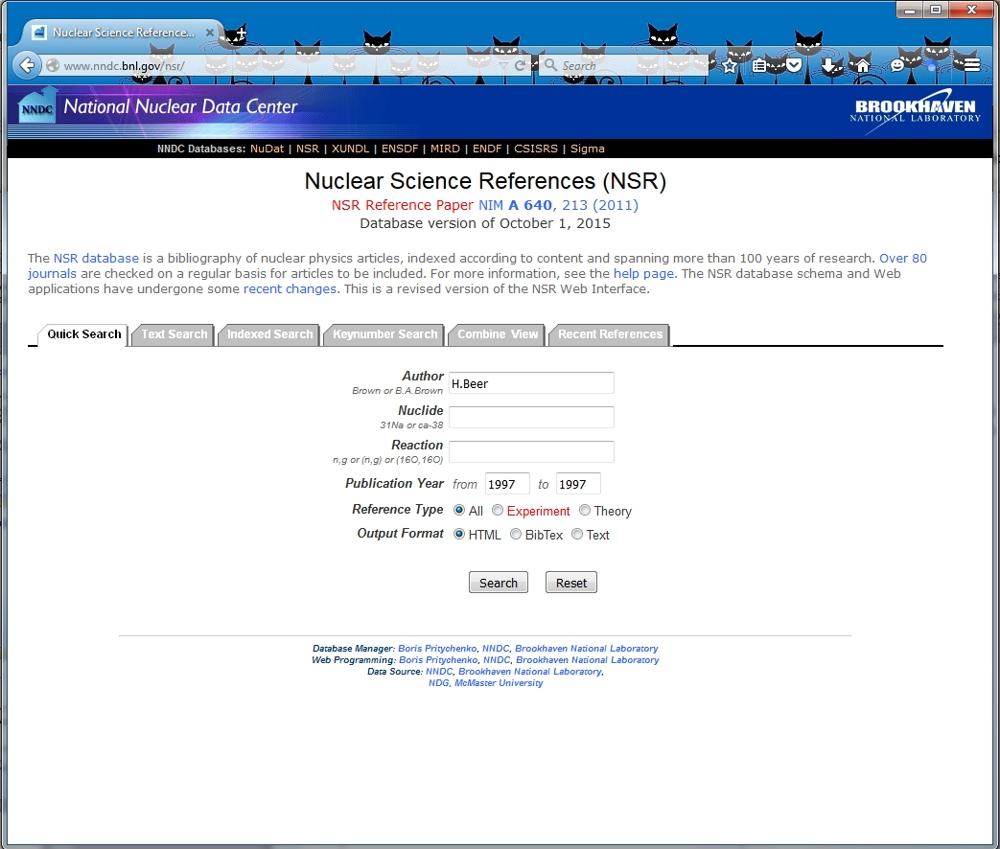 Nuclear Science Reference...
www.nndc.bnl.gov/nsr/
Search
NNDC National Nuclear Data Center
BROOKHAVEN
NATIONAL LABORATORY
NNDC Databases: NuDat | NSR | XUNDL | ENSDF | MIRD | ENDF | CSISRS | Sigma
Nuclear Science References (NSR)
NSR Reference Paper NIM A 640, 213 (2011)
Database version of October 1, 2015
The NSR database is a bibliography of nuclear physics articles, indexed according to content and spanning more than 100 years of research. Over 80
journals are checked on a regular basis for articles to be included. For more information, see the help page. The NSR database schema and Web
applications have undergone some recent changes. This is a revised version of the NSR Web Interface.
Quick Search Text Search Indexed Search Keynumber Search Combine View Recent References
Author H.Beer
Brown or B.A.Brown
Nuclide
31Na or ca-38
Reaction
n,g or (n,g) or (16O,16O)
Publication Year from 1997 to 1997
Reference Type All Experiment Theory
Output Format HTML BibTex Text
Search Reset
Database Manager: Boris Pritychenko, NNDC, Brookhaven National Laboratory
Web Programming: Boris Pritychenko, NNDC, Brookhaven National Laboratory
Data Source: NNDC, Brookhaven National Laboratory,
NDG, McMaster University